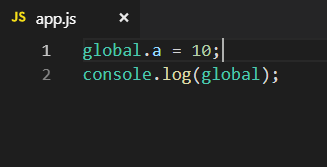 JS app.js ×
1 global.a = 10;
2 console.log(global);